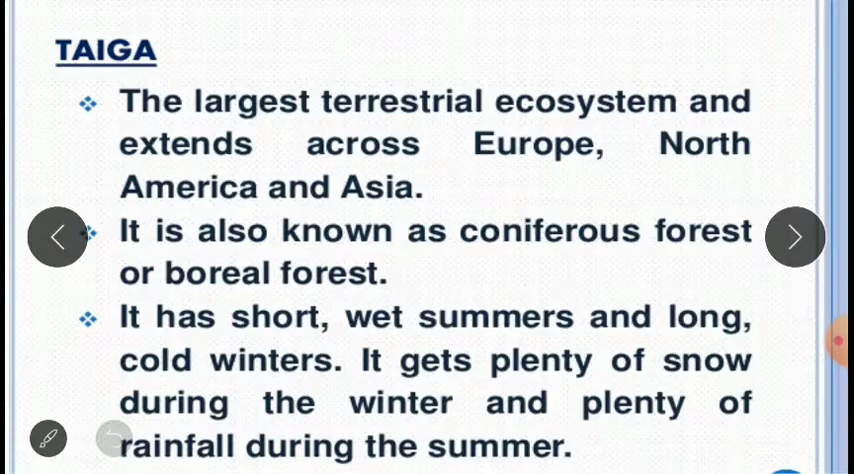 TAIGA
The largest terrestrial ecosystem and
extends across Europe, North
America and Asia.
It is also known as coniferous forest
or boreal forest.
It has short, wet summers and long,
cold winters. It gets plenty of snow
during the winter and plenty of
rainfall during the summer.